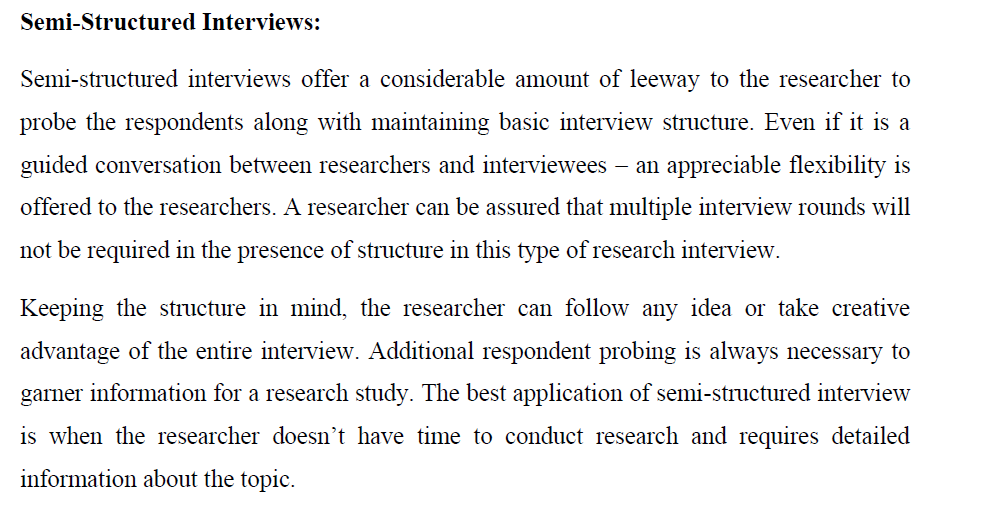 Semi-Structured Interviews:
Semi-structured interviews offer a considerable amount of leeway to the researcher to
probe the respondents along with maintaining basic interview structure. Even if it is a
guided conversation between researchers and interviewees – an appreciable flexibility is
offered to the researchers. A researcher can be assured that multiple interview rounds will
not be required in the presence of structure in this type of research interview.
Keeping the structure in mind, the researcher can follow any idea or take creative
advantage of the entire interview. Additional respondent probing is always necessary to
garner information for a research study. The best application of semi-structured interview
is when the researcher doesn’t have time to conduct research and requires detailed
information about the topic.